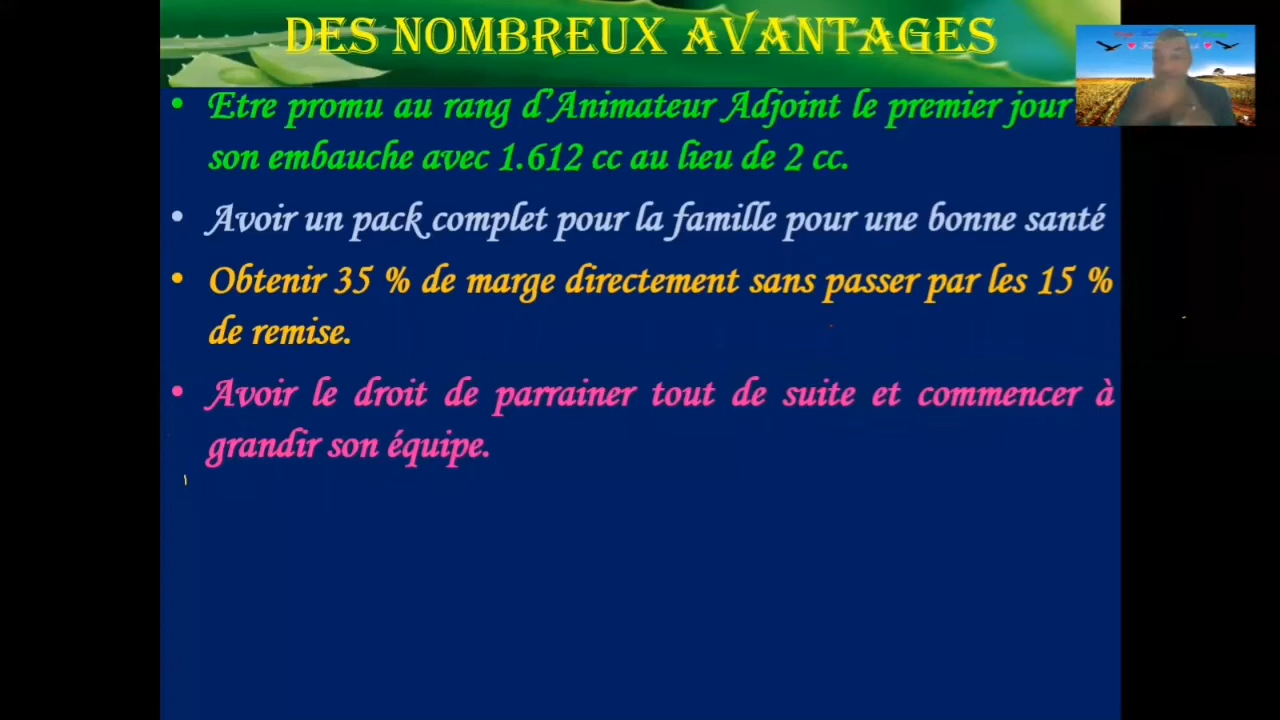 DES NOMBREUX AVANTAGES
• Etre promu au rang d'Animateur Adjoint le premier jour
son embauche avec 1.612 cc au lieu de 2 cc.
• Avoir un pack complet pour la famille pour une bonne santé
• Obtenir 35 % de marge directement sans passer par les 15 %
de remise.
• Avoir le droit de parrainer tout de suite et commencer à
grandir son équipe.